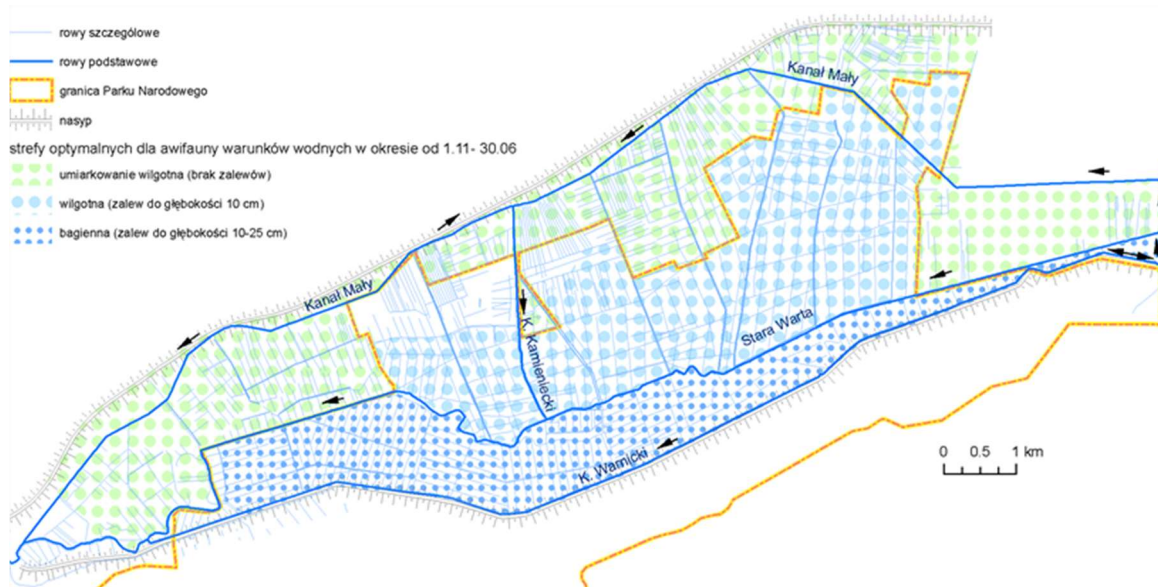 rowy szczegółowe
rowy podstawowe
granica Parku Narodowego
nasyp
strefy optymalnych dla awifauny warunków wodnych w okresie od 1.11- 30.06
umiarkowanie wilgotna (brak zalewów)
wilgotna (zalew do głębokości 10 cm)
bagienna (zalew do głębokości 10-25 cm)
Kanał Mały
Kanał Mały
K. Kamieniecki
Stara Warta
K. Warnicki
0 0.5 1 km